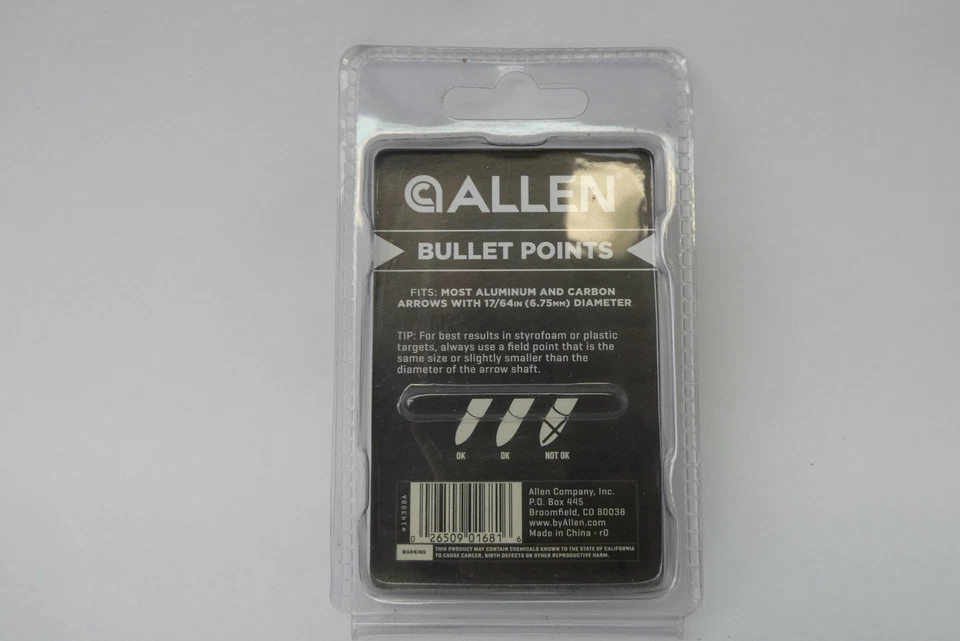 ALLEN
BULLET POINTS
FITS: MOST ALUMINUM AND CARBON
ARROWS WITH 17/64IN (6.75MM) DIAMETER
TIP: For best results in styrofoam or plastic
targets, always use a field point that is the
same size or slightly smaller than the
diameter of the arrow shaft.
OK OK NOT OK
#14309A
0 26509 01681 6
Allen Company, Inc.
P.O. Box 445
Broomfield, CO 80038
www.byAllen.com
Made in China - r0
WARNING THIS PRODUCT MAY CONTAIN CHEMICALS KNOWN TO THE STATE OF CALIFORNIA
TO CAUSE CANCER, BIRTH DEFECTS OR OTHER REPRODUCTIVE HARM.